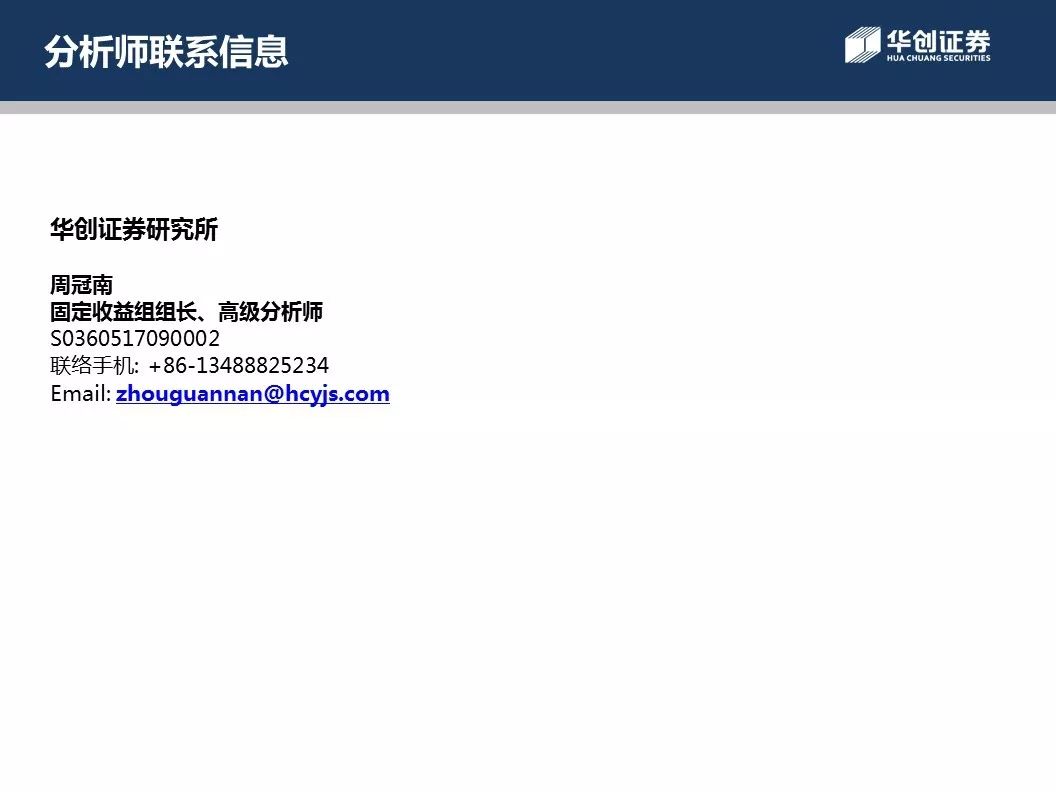 分析师联系信息
华创证券
HUA CHUANG SECURITIES
华创证券研究所
周冠南
固定收益组组长、高级分析师
S0360517090002
联络手机: +86-13488825234
Email: zhouguannan@hcyjs.com